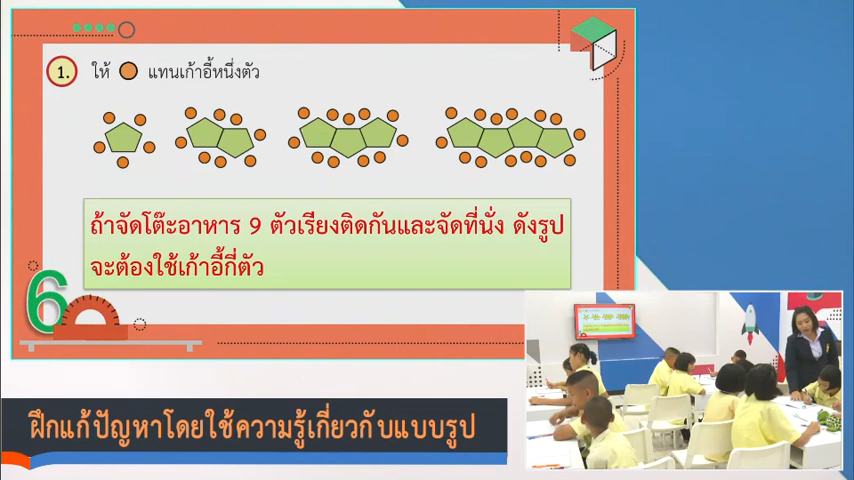 1. ให้ แทนเก้าอี้หนึ่งตัว
ถ้าจัดโต๊ะอาหาร 9 ตัวเรียงติดกันและจัดที่นั่ง ดังรูป
จะต้องใช้เก้าอี้กี่ตัว
6
ฝึกแก้ปัญหาโดยใช้ความรู้เกี่ยวกับแบบรูป